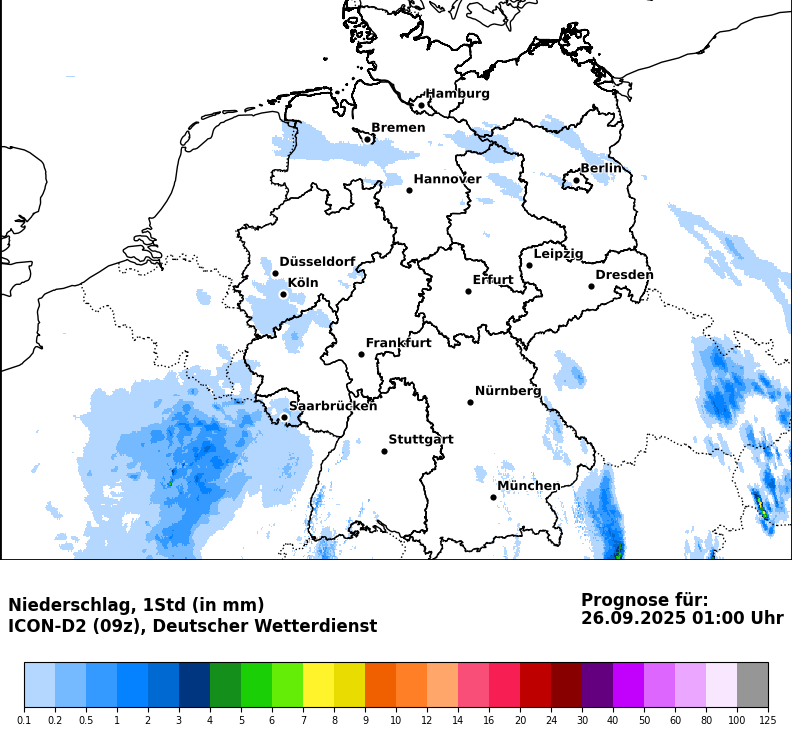 Hamburg
Bremen
Berlin
Hannover
Leipzig
Düsseldorf
Dresden
Köln
Erfurt
Frankfurt
Nürnberg
Saarbrücken
Stuttgart
München
Niederschlag, 1Std (in mm)
ICON-D2 (09z), Deutscher Wetterdienst
Prognose für:
26.09.2025 01:00 Uhr
0.1 0.2 0.5 1 2 3 4 5 6 7 8 9 10 12 14 16 20 24 30 40 50 60 80 100 125